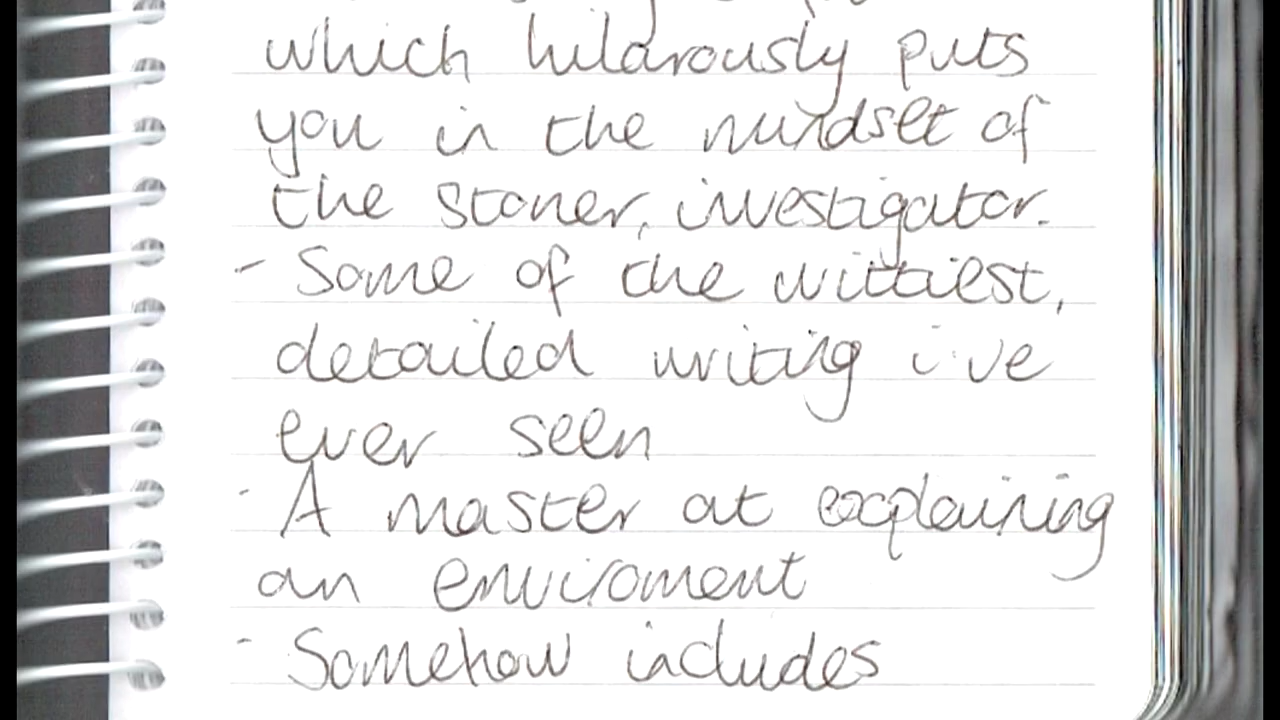 which hilarously puts
you in the mindset of
the stoner, investigator.
- Some of the wittiest,
detailed writing i've
ever seen
- A master at explaining
an enviroment
- Somehow includes